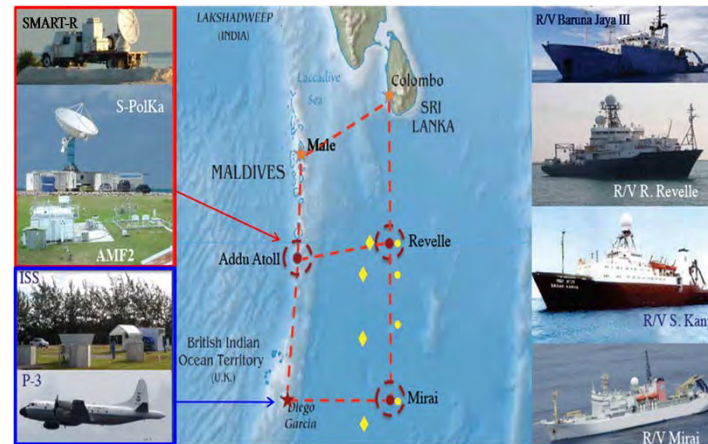 SMART-R
S-PolKa
AMF2
ISS
P-3
LAKSHADWEEP
(INDIA)
Laccadive
Sea
Colombo
SRI
LANKA
Male
MALDIVES
Addu Atoll
Revelle
British Indian
Ocean Territory
(U.K.)
Diego
Garcia
Mirai
R/V Baruna Jaya III
R/V R. Revelle
R/V S. Kany
R/V Mirai